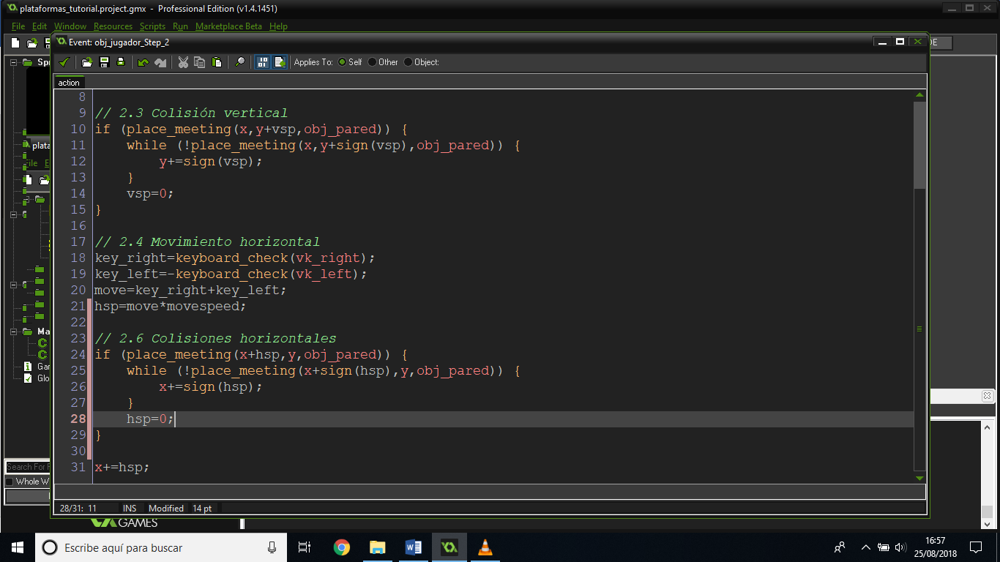 plataformas_tutorial.project.gmx - Professional Edition (v1.4.1451)
File Edit Window Resources Scripts Run Marketplace Beta Help
Event: obj_jugador_Step_2
Applies To: Self Other Object:
action
8
9 // 2.3 Colisión vertical
10 if (place_meeting(x,y+vsp,obj_pared)) {
11 while (!place_meeting(x,y+sign(vsp),obj_pared)) {
12 y+=sign(vsp);
13 }
14 vsp=0;
15 }
16
17 // 2.4 Movimiento horizontal
18 key_right=keyboard_check(vk_right);
19 key_left=-keyboard_check(vk_left);
20 move=key_right+key_left;
21 hsp=move*movespeed;
22
23 // 2.6 Colisiones horizontales
24 if (place_meeting(x+hsp,y,obj_pared)) {
25 while (!place_meeting(x+sign(hsp),y,obj_pared)) {
26 x+=sign(hsp);
27 }
28 hsp=0;
29 }
30
31 x+=hsp;
28/31: 11 INS Modified 14 pt
Search For
Whole W
GAMES
Escribe aquí para buscar
16:57
25/08/2018